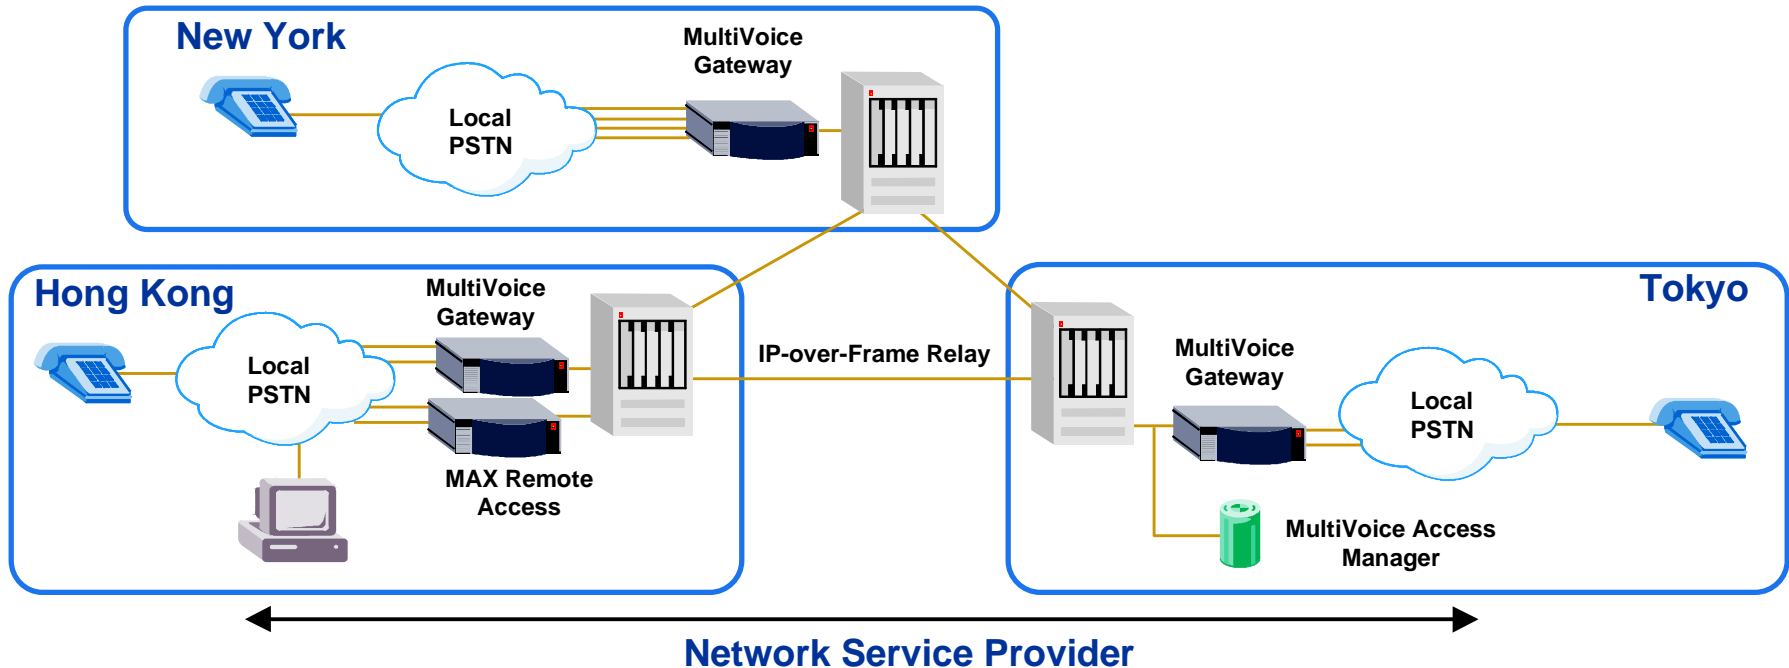 New York
MultiVoice
Gateway
Local
PSTN
Hong Kong
MultiVoice
Gateway
Local
PSTN
MAX Remote
Access
IP-over-Frame Relay
Tokyo
MultiVoice
Gateway
Local
PSTN
MultiVoice Access
Manager
Network Service Provider